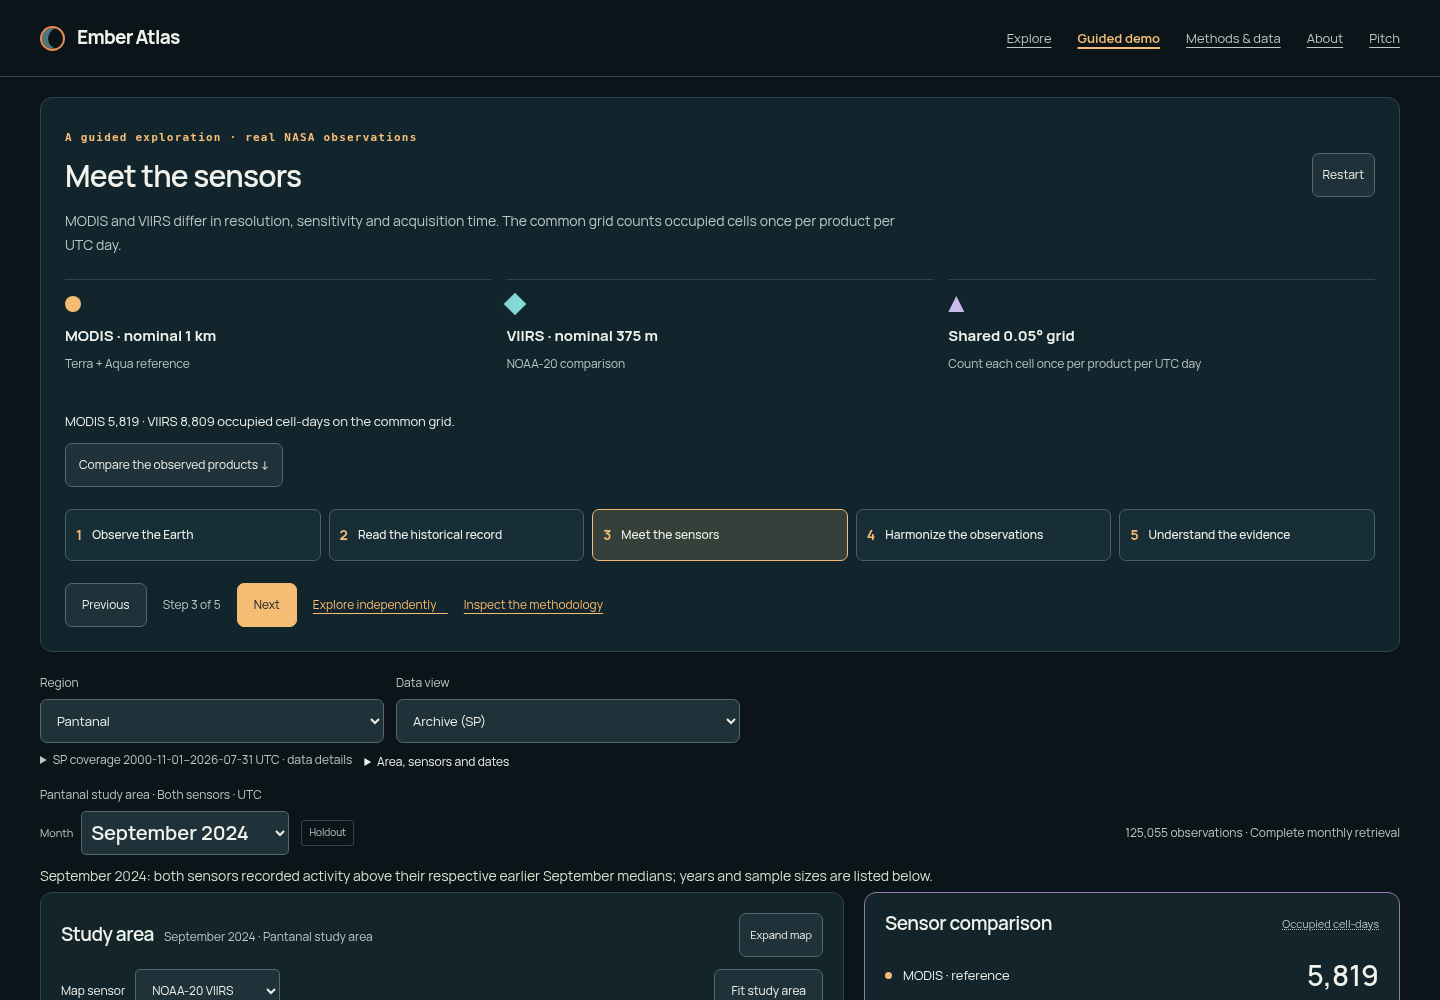 Ember Atlas
Explore
Guided demo
Methods & data
About
Pitch
A guided exploration · real NASA observations
Meet the sensors
Restart
MODIS and VIIRS differ in resolution, sensitivity and acquisition time. The common grid counts occupied cells once per product per
UTC day.
MODIS · nominal 1 km
Terra + Aqua reference
VIIRS · nominal 375 m
NOAA-20 comparison
Shared 0.05° grid
Count each cell once per product per UTC day
MODIS 5,819 · VIIRS 8,809 occupied cell-days on the common grid.
Compare the observed products ↓
1 Observe the Earth
2 Read the historical record
3 Meet the sensors
4 Harmonize the observations
5 Understand the evidence
Previous
Step 3 of 5
Next
Explore independently
Inspect the methodology
Region
Data view
Pantanal
Archive (SP)
SP coverage 2000-11-01–2026-07-31 UTC · data details
Area, sensors and dates
Pantanal study area · Both sensors · UTC
Month
September 2024
Holdout
125,055 observations · Complete monthly retrieval
September 2024: both sensors recorded activity above their respective earlier September medians; years and sample sizes are listed below.
Study area
September 2024 · Pantanal study area
Expand map
Map sensor
NOAA-20 VIIRS
Fit study area
Sensor comparison
Occupied cell-days
MODIS · reference
5,819